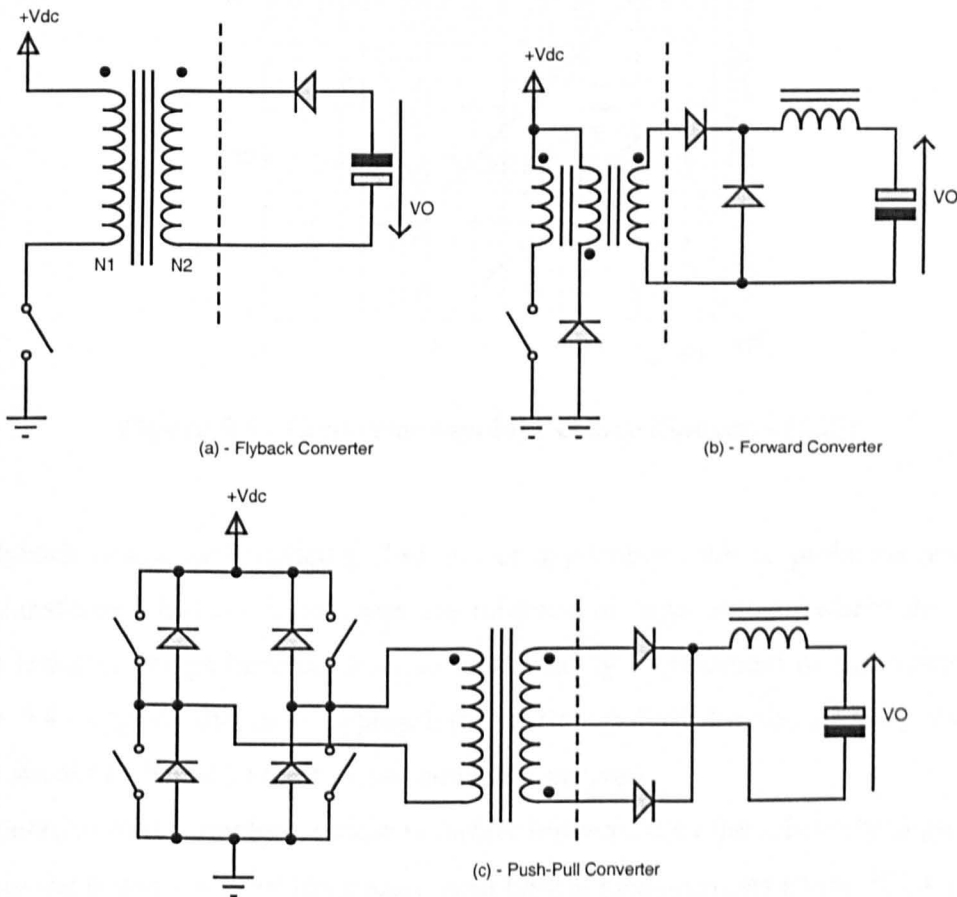 +Vdc
N1
N2
VO
(a) - Flyback Converter
+Vdc
VO
(b) - Forward Converter
+Vdc
VO
(c) - Push-Pull Converter